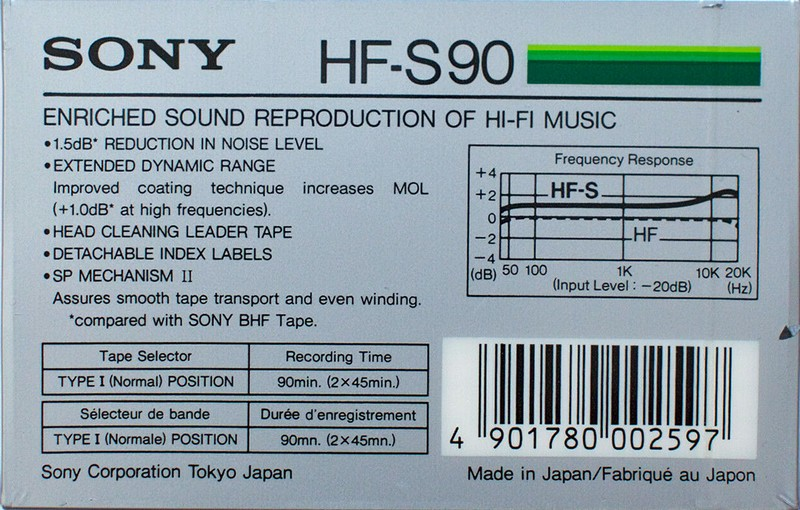 SONY HF-S90
ENRICHED SOUND REPRODUCTION OF HI-FI MUSIC
•1.5dB* REDUCTION IN NOISE LEVEL
•EXTENDED DYNAMIC RANGE
Improved coating technique increases MOL
(+1.0dB* at high frequencies).
•HEAD CLEANING LEADER TAPE
•DETACHABLE INDEX LABELS
•SP MECHANISM II
Assures smooth tape transport and even winding.
*compared with SONY BHF Tape.
Frequency Response
+4
+2
0
−2
−4
(dB)
HF-S
HF
50 100 1K 10K 20K
(Input Level : −20dB) (Hz)
Tape Selector Recording Time
TYPE I (Normal) POSITION 90min. (2×45min.)
Sélecteur de bande Durée d'enregistrement
TYPE I (Normale) POSITION 90mn. (2×45mn.)
4 901780 002597
Sony Corporation Tokyo Japan
Made in Japan/Fabriqué au Japon